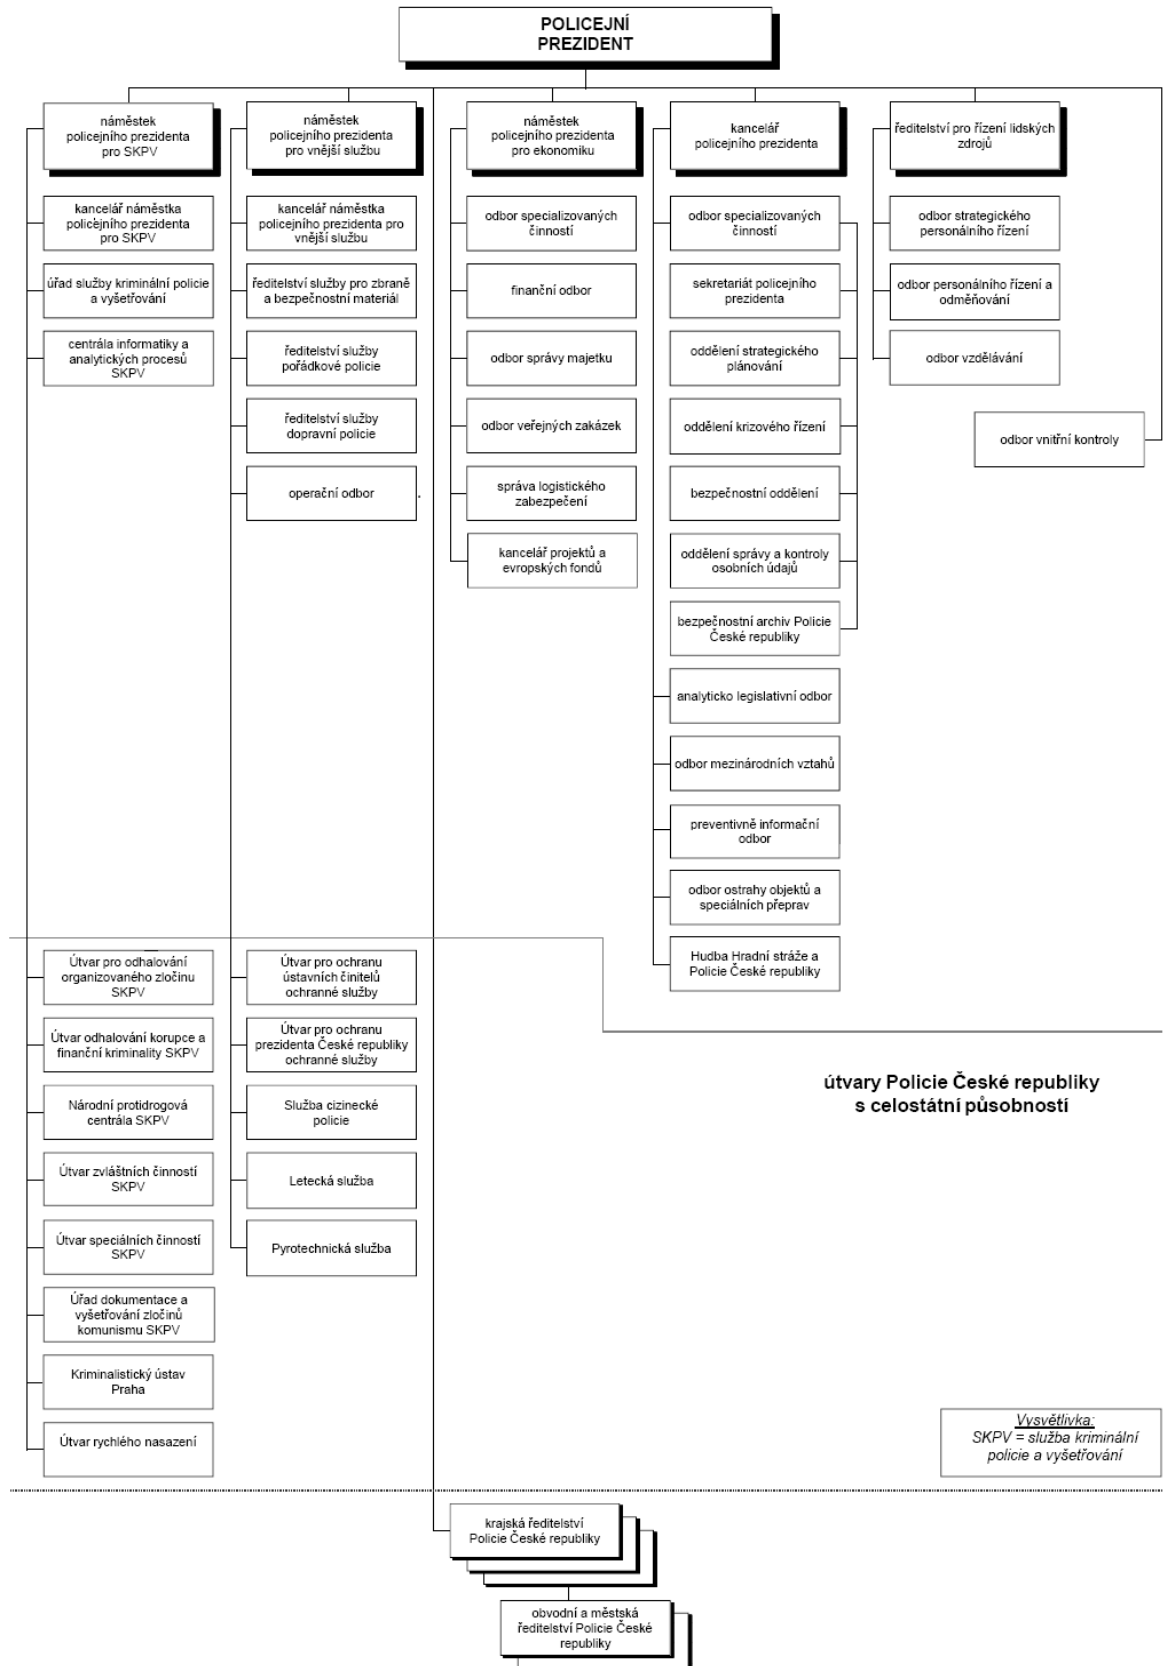 POLICEJNÍ
PREZIDENT
náměstek
policejního prezidenta
pro SKPV
náměstek
policejního prezidenta
pro vnější službu
náměstek
policejního prezidenta
pro ekonomiku
kancelář
policejního prezidenta
ředitelství pro řízení lidských
zdrojů
kancelář náměstka
policejního prezidenta
pro SKPV
kancelář náměstka
policejního prezidenta pro
vnější službu
odbor specializovaných
činností
odbor specializovaných
činností
odbor strategického
personálního řízení
úřad služby kriminální policie
a vyšetřování
ředitelství služby pro zbraně
a bezpečnostní materiál
finanční odbor
sekretariát policejního
prezidenta
odbor personálního řízení a
odměňování
centrála informatiky a
analytických procesů
SKPV
ředitelství služby
pořádkové policie
odbor správy majetku
oddělení strategického
plánování
odbor vzdělávání
ředitelství služby
dopravní policie
odbor veřejných zakázek
oddělení krizového řízení
odbor vnitřní kontroly
operační odbor
správa logistického
zabezpečení
bezpečnostní oddělení
kancelář projektů a
evropských fondů
oddělení správy a kontroly
osobních údajů
bezpečnostní archiv Policie
České republiky
analyticko legislativní odbor
odbor mezinárodních vztahů
preventivně informační
odbor
odbor ostrahy objektů a
speciálních přeprav
Hudba Hradní stráže a
Policie České republiky
Útvar pro odhalování
organizovaného zločinu
SKPV
Útvar pro ochranu
ústavních činitelů
ochranné služby
Útvar odhalování korupce a
finanční kriminality SKPV
Útvar pro ochranu
prezidenta České republiky
ochranné služby
útvary Policie České republiky
s celostátní působností
Národní protidrogová
centrála SKPV
Služba cizinecké
policie
Útvar zvláštních činností
SKPV
Letecká služba
Útvar speciálních činností
SKPV
Pyrotechnická služba
Úřad dokumentace a
vyšetřování zločinů
komunismu SKPV
Kriminalistický ústav
Praha
Útvar rychlého nasazení
Vysvětlivka:
SKPV = služba kriminální
policie a vyšetřování
krajská ředitelství
Policie České republiky
obvodní a městská
ředitelství Policie České
republiky